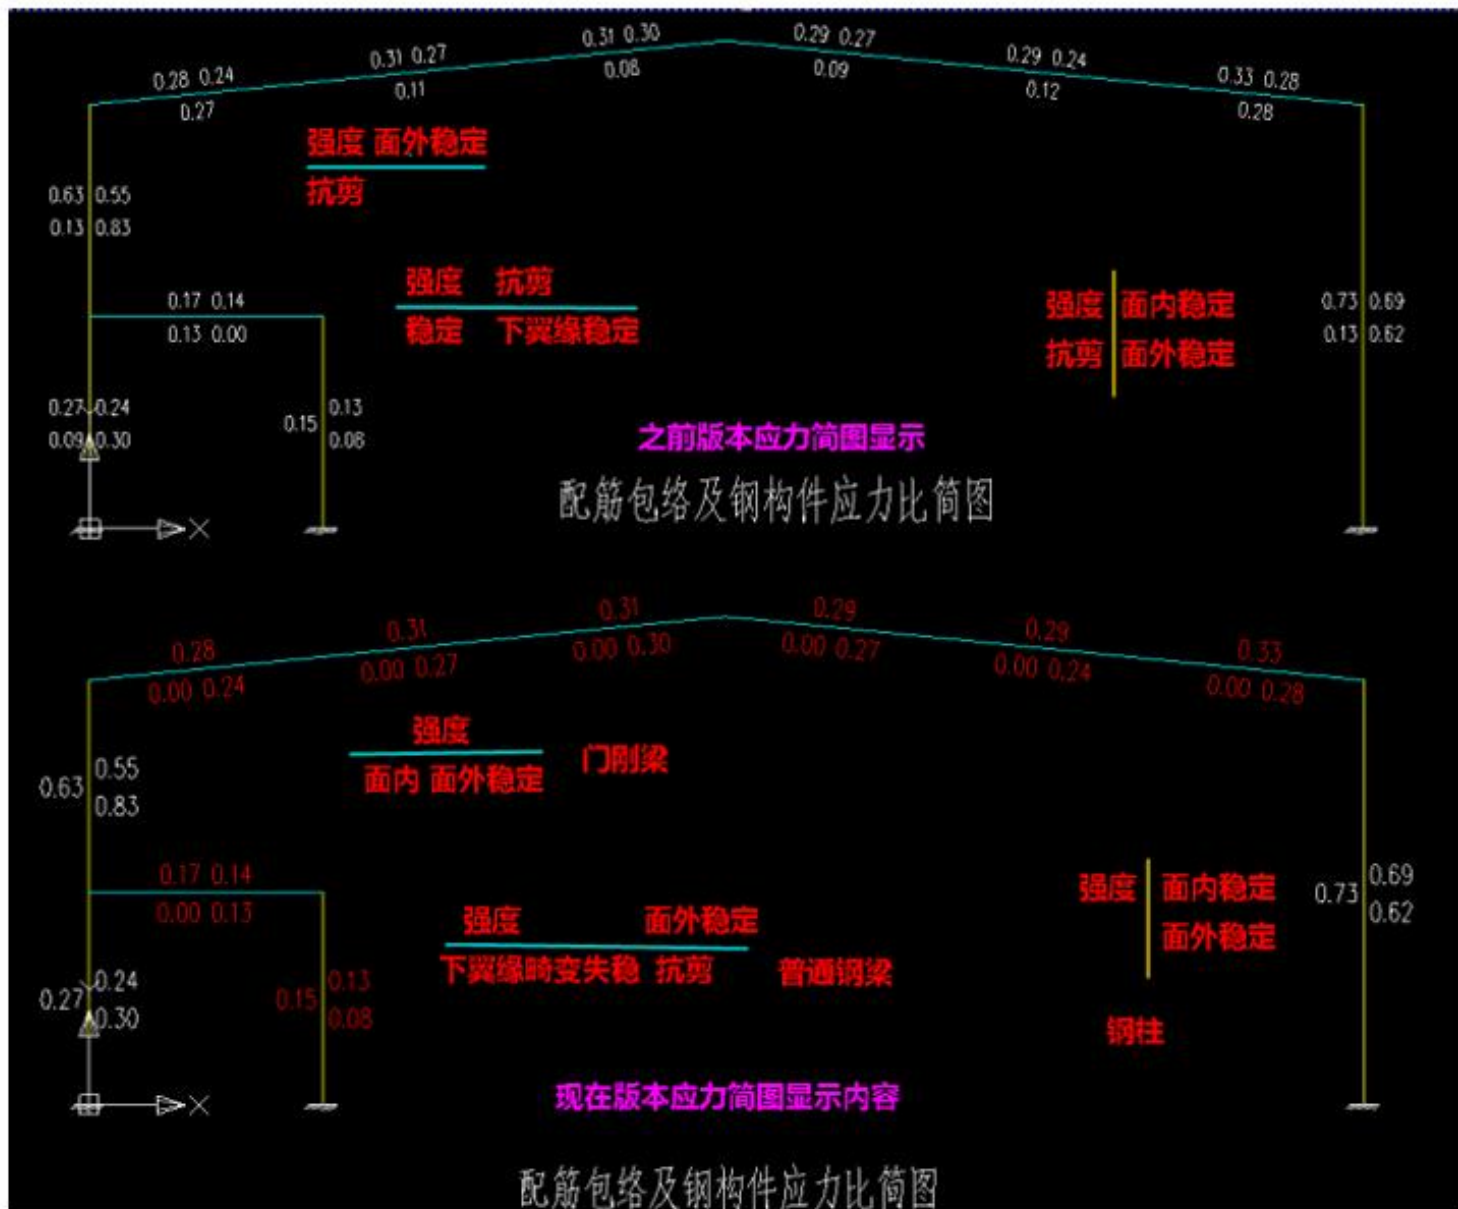 0.28 0.24
0.27
0.31 0.27
0.11
0.31 0.30
0.08
0.29 0.27
0.09
0.29 0.24
0.12
0.33 0.28
0.28
强度 面外稳定
抗剪
0.63 0.55
0.13 0.83
强度 抗剪
稳定 下翼缘稳定
0.17 0.14
0.13 0.00
强度 面内稳定
抗剪 面外稳定
0.73 0.69
0.13 0.62
0.27 0.24
0.09 0.30
0.15
0.13
0.08
之前版本应力简图显示
配筋包络及钢构件应力比简图
X
0.28
0.00 0.24
0.31
0.00 0.27
0.31
0.00 0.30
0.29
0.00 0.27
0.29
0.00 0.24
0.33
0.00 0.28
强度
面内 面外稳定
门刚梁
0.63
0.55
0.83
0.17 0.14
0.00 0.13
强度 面外稳定
下翼缘畸变失稳 抗剪
普通钢梁
强度 面内稳定
面外稳定
钢柱
0.73
0.69
0.62
0.27
0.24
0.30
0.15
0.13
0.08
现在版本应力简图显示内容
X
配筋包络及钢构件应力比简图